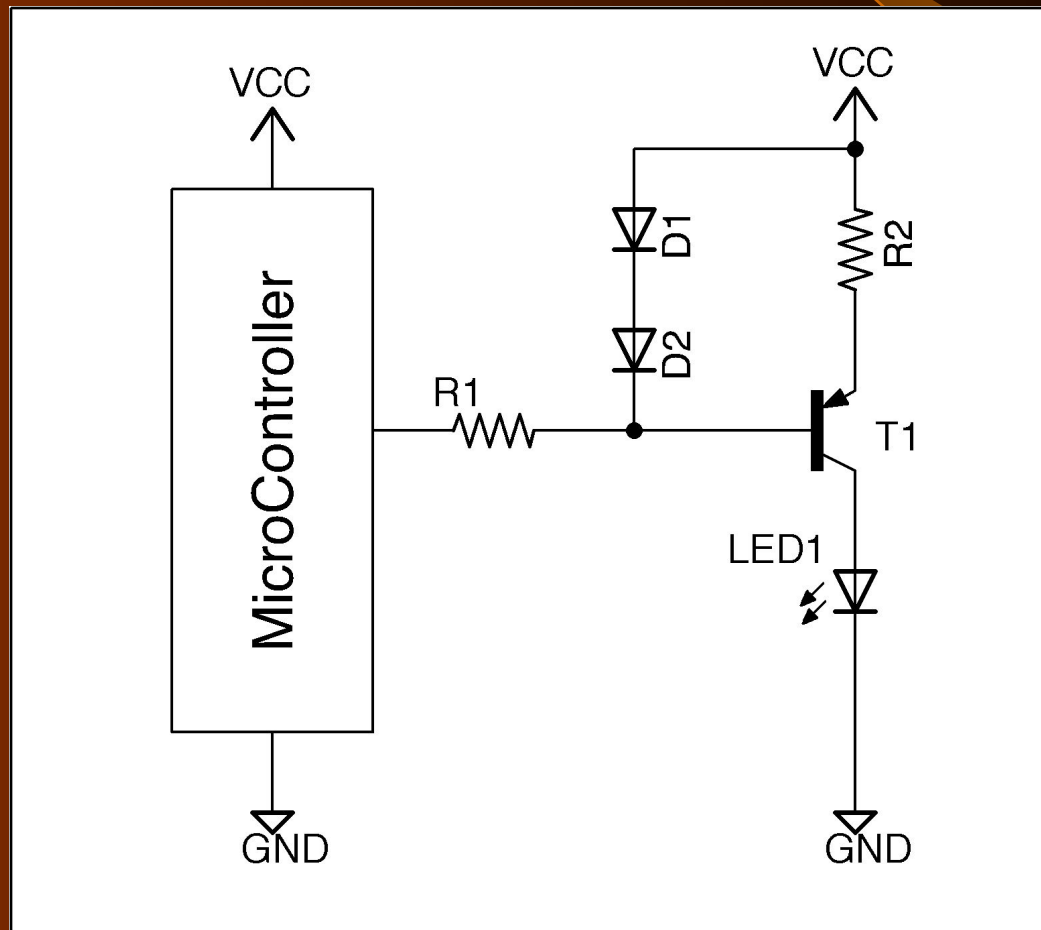 VCC
VCC
D1
R2
D2
R1
T1
MicroController
LED1
GND
GND